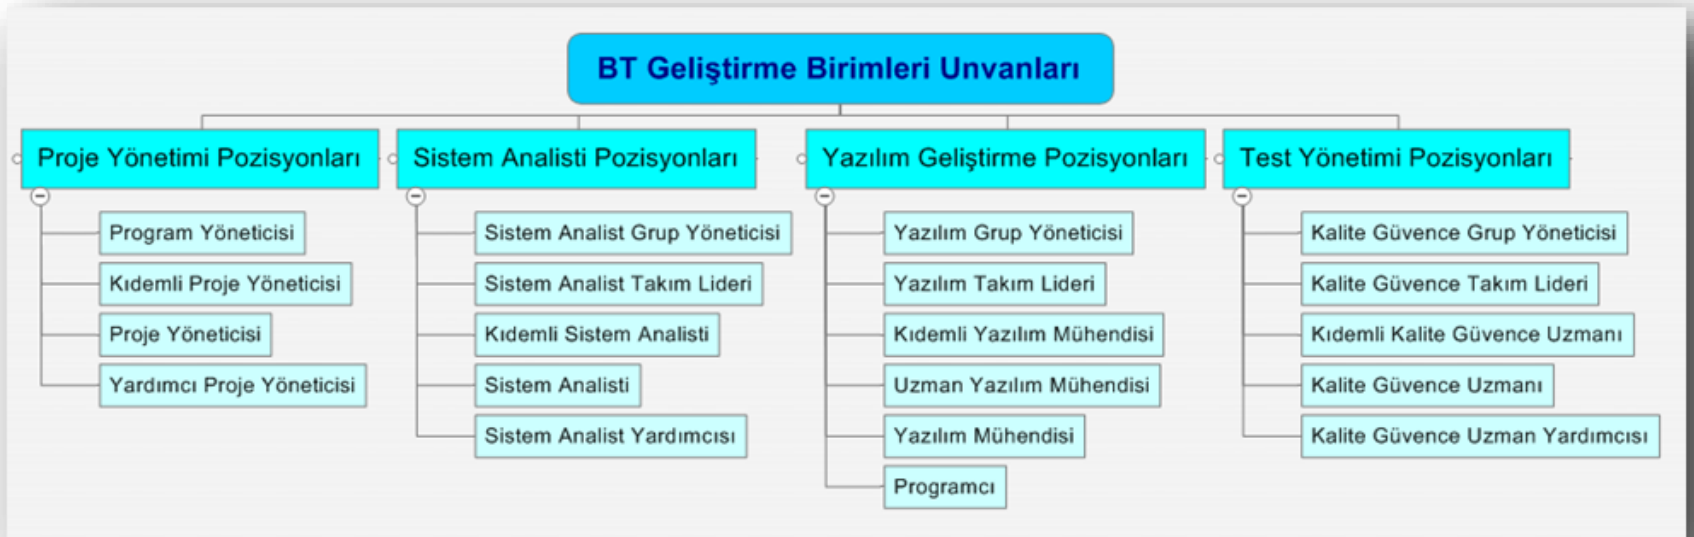 BT Geliştirme Birimleri Unvanları
Proje Yönetimi Pozisyonları
Program Yöneticisi
Kıdemli Proje Yöneticisi
Proje Yöneticisi
Yardımcı Proje Yöneticisi
Sistem Analisti Pozisyonları
Sistem Analist Grup Yöneticisi
Sistem Analist Takım Lideri
Kıdemli Sistem Analisti
Sistem Analisti
Sistem Analist Yardımcısı
Yazılım Geliştirme Pozisyonları
Yazılım Grup Yöneticisi
Yazılım Takım Lideri
Kıdemli Yazılım Mühendisi
Uzman Yazılım Mühendisi
Yazılım Mühendisi
Programcı
Test Yönetimi Pozisyonları
Kalite Güvence Grup Yöneticisi
Kalite Güvence Takım Lideri
Kıdemli Kalite Güvence Uzmanı
Kalite Güvence Uzmanı
Kalite Güvence Uzman Yardımcısı